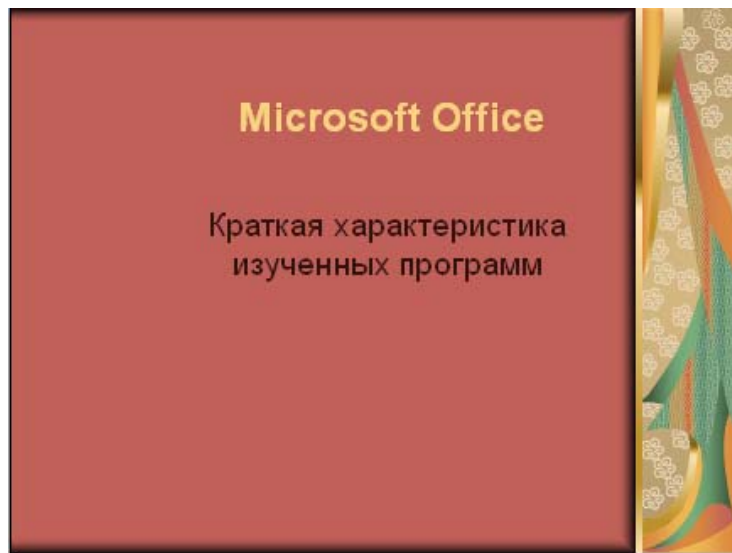 Microsoft Office
Краткая характеристика
изученных программ